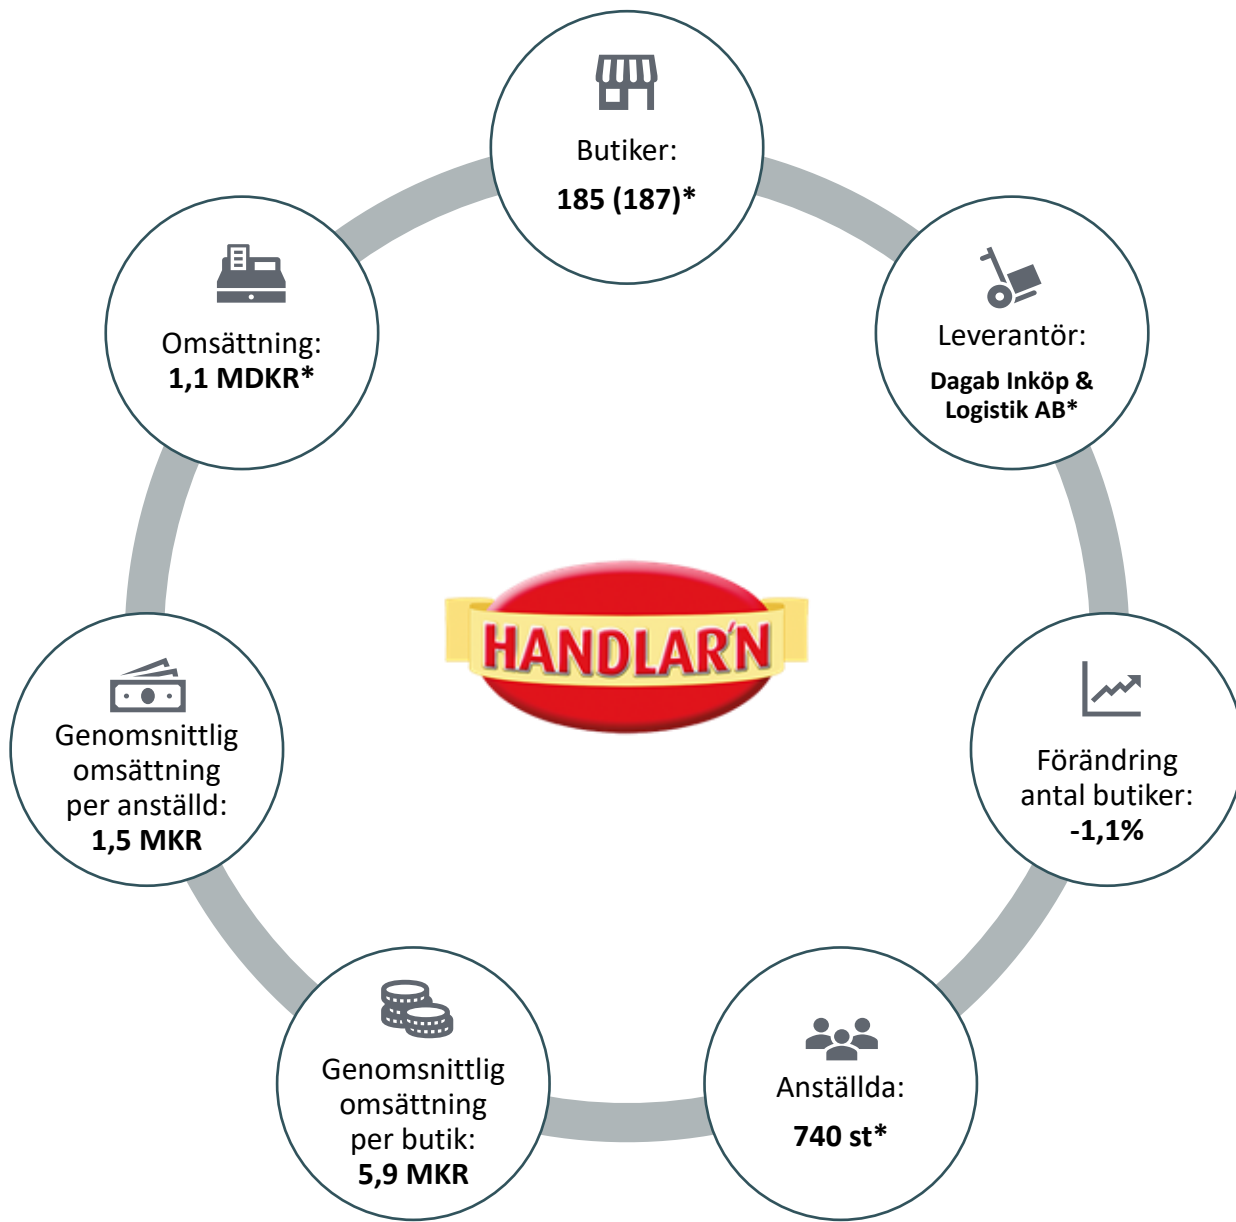 Butiker:
185 (187)*
Leverantör:
Dagab Inköp &
Logistik AB*
Förändring
antal butiker:
-1,1%
Anställda:
740 st*
Genomsnittlig
omsättning
per butik:
5,9 MKR
Genomsnittlig
omsättning
per anställd:
1,5 MKR
Omsättning:
1,1 MDKR*
HANDLAR'N